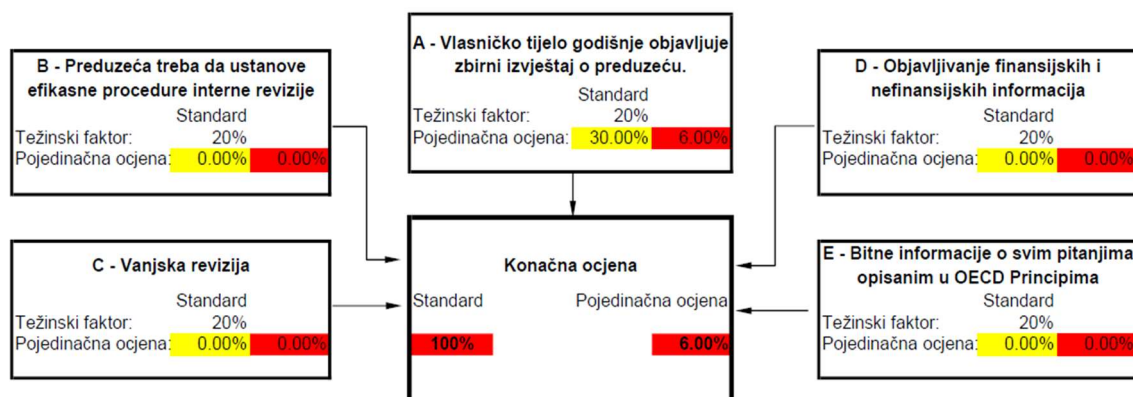 A - Vlasničko tijelo godišnje objavljuje
zbirni izvještaj o preduzeću.
Standard
Težinski faktor: 20%
Pojedinačna ocjena: 30.00% 6.00%
B - Preduzeća treba da ustanove
efikasne procedure interne revizije
Standard
Težinski faktor: 20%
Pojedinačna ocjena: 0.00% 0.00%
D - Objavljivanje finansijskih i
nefinansijskih informacija
Standard
Težinski faktor: 20%
Pojedinačna ocjena: 0.00% 0.00%
C - Vanjska revizija
Standard
Težinski faktor: 20%
Pojedinačna ocjena: 0.00% 0.00%
Konačna ocjena
Standard Pojedinačna ocjena
100% 6.00%
E - Bitne informacije o svim pitanjima
opisanim u OECD Principima
Standard
Težinski faktor: 20%
Pojedinačna ocjena: 0.00% 0.00%